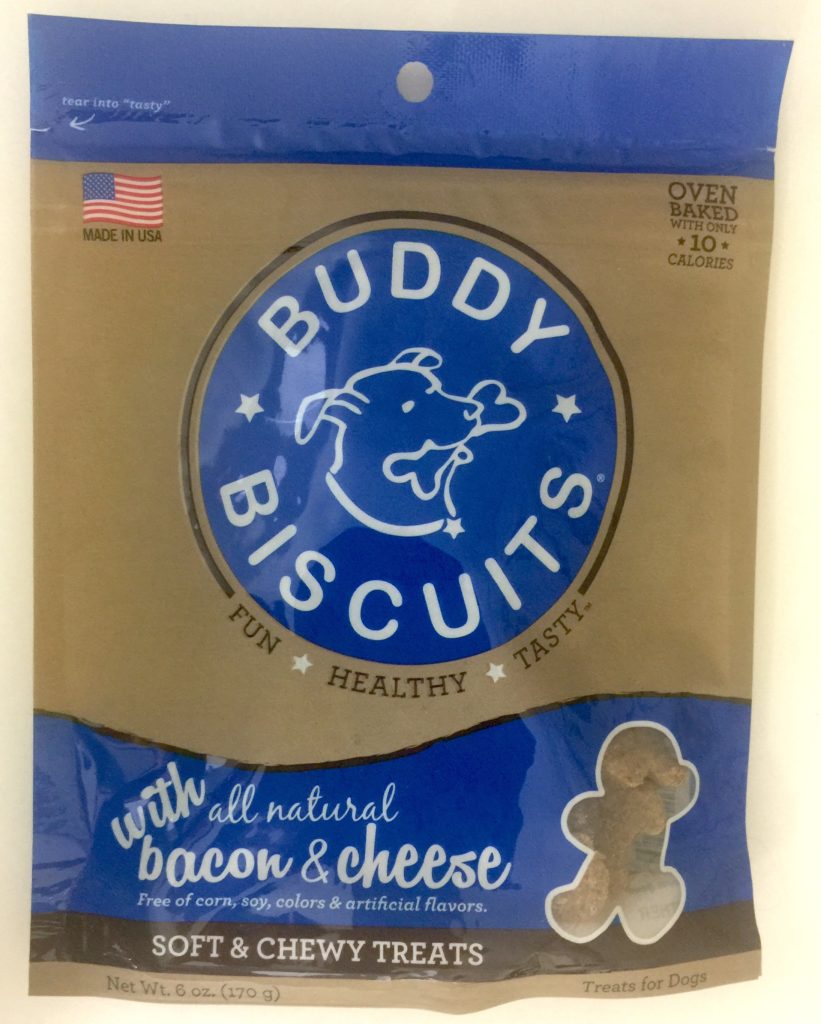 tear into "tasty"
MADE IN USA
OVEN
BAKED
WITH ONLY
★ 10 ★
CALORIES
BUDDY
BISCUITS®
FUN ★ HEALTHY ★ TASTY™
with all natural
bacon & cheese
Free of corn, soy, colors & artificial flavors.
SOFT & CHEWY TREATS
Net Wt. 6 oz. (170 g)
Treats for Dogs